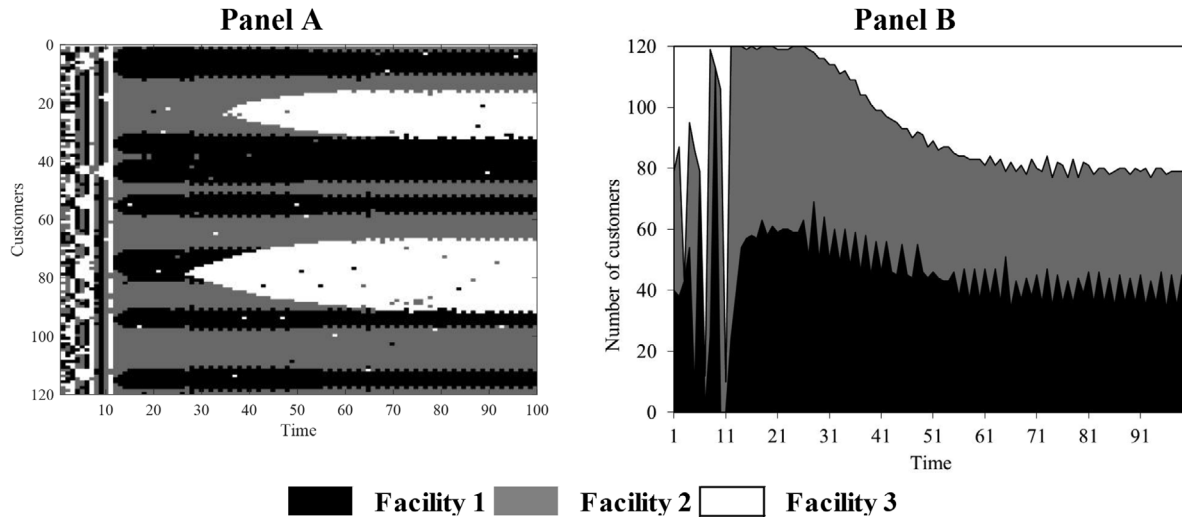 Panel A
Panel B
0
20
40
60
80
100
120
Customers
10 20 30 40 50 60 70 80 90 100
Time
120
100
80
60
40
20
0
Number of customers
1 11 21 31 41 51 61 71 81 91
Time
Facility 1 Facility 2 Facility 3